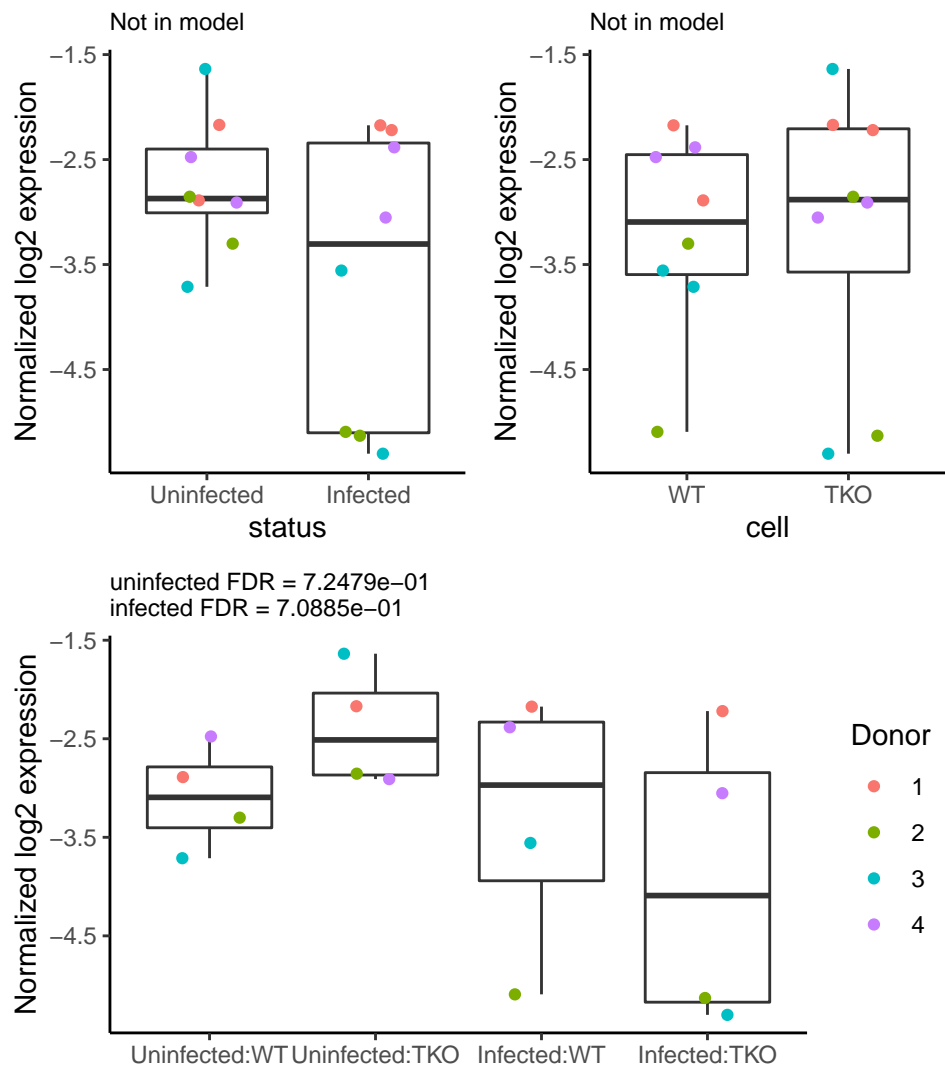 Not in model
Normalized log2 expression
−1.5
−2.5
−3.5
−4.5
Uninfected
Infected
status
Not in model
Normalized log2 expression
−1.5
−2.5
−3.5
−4.5
WT
TKO
cell
uninfected FDR = 7.2479e−01
infected FDR = 7.0885e−01
Normalized log2 expression
−1.5
−2.5
−3.5
−4.5
Uninfected:WT
Uninfected:TKO
Infected:WT
Infected:TKO
Donor
1
2
3
4